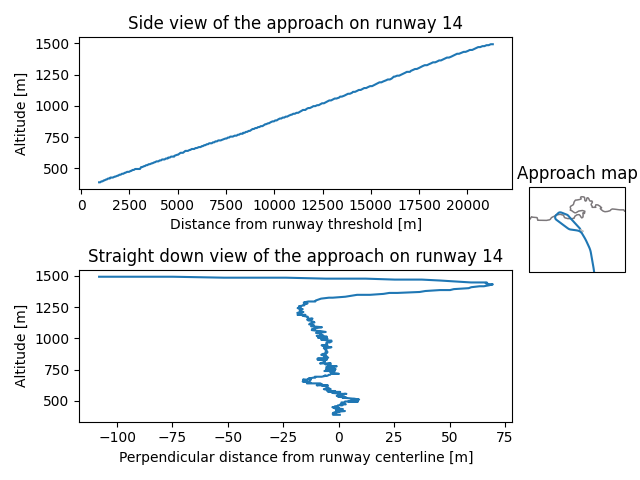 Side view of the approach on runway 14
Altitude [m]
1500
1250
1000
750
500
0 2500 5000 7500 10000 12500 15000 17500 20000
Distance from runway threshold [m]
Approach map
Straight down view of the approach on runway 14
Altitude [m]
1500
1250
1000
750
500
−100 −75 −50 −25 0 25 50 75
Perpendicular distance from runway centerline [m]